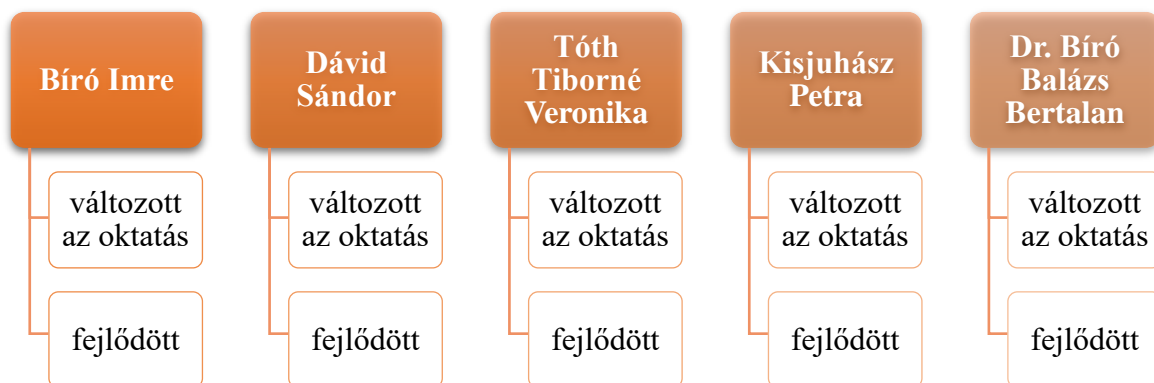 Bíró Imre
változott
az oktatás
fejlődött
Dávid
Sándor
változott
az oktatás
fejlődött
Tóth
Tiborné
Veronika
változott
az oktatás
fejlődött
Kisjuhász
Petra
változott
az oktatás
fejlődött
Dr. Bíró
Balázs
Bertalan
változott
az oktatás
fejlődött